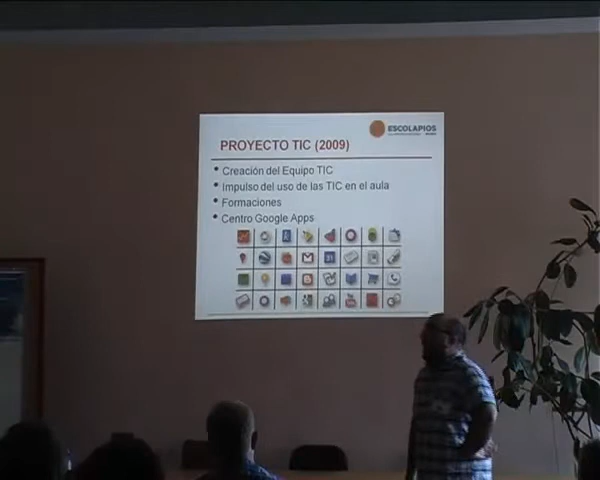 ESCOLAPIOS
PROYECTO TIC (2009)
• Creación del Equipo TIC
• Impulso del uso de las TIC en el aula
• Formaciones
• Centro Google Apps